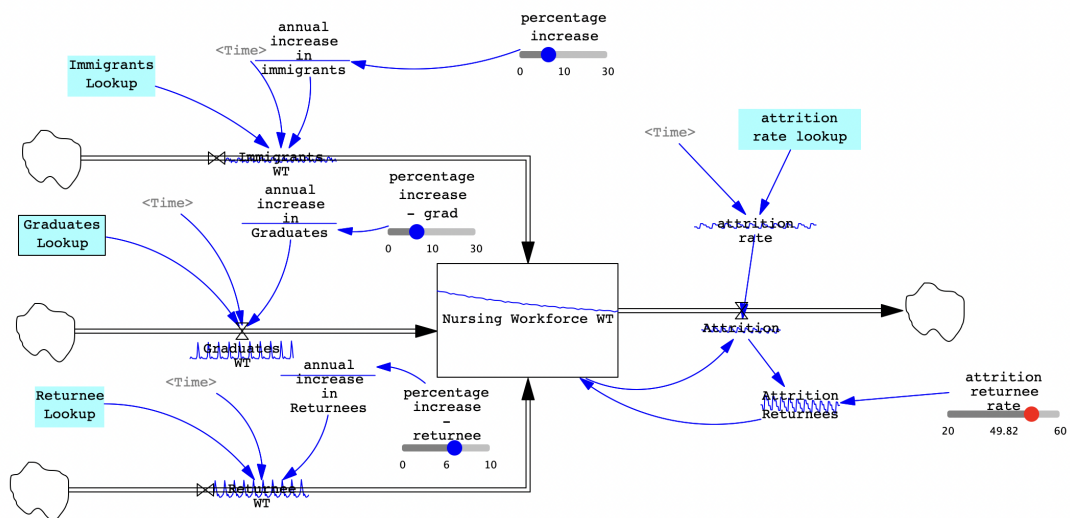 percentage
increase
0 10 30
annual
increase
in
immigrants
<Time>
Immigrants
Lookup
Immigrants
WT
<Time>
attrition
rate lookup
attrition
rate
percentage
increase
- grad
0 10 30
annual
increase
in
Graduates
<Time>
Graduates
Lookup
Graduates
WT
Nursing Workforce WT
Attrition
annual
increase
in
Returnees
<Time>
Returnee
Lookup
percentage
increase
-
returnee
0 6 10
Returnee
WT
Attrition
Returnees
attrition
returnee
rate
20 49.82 60